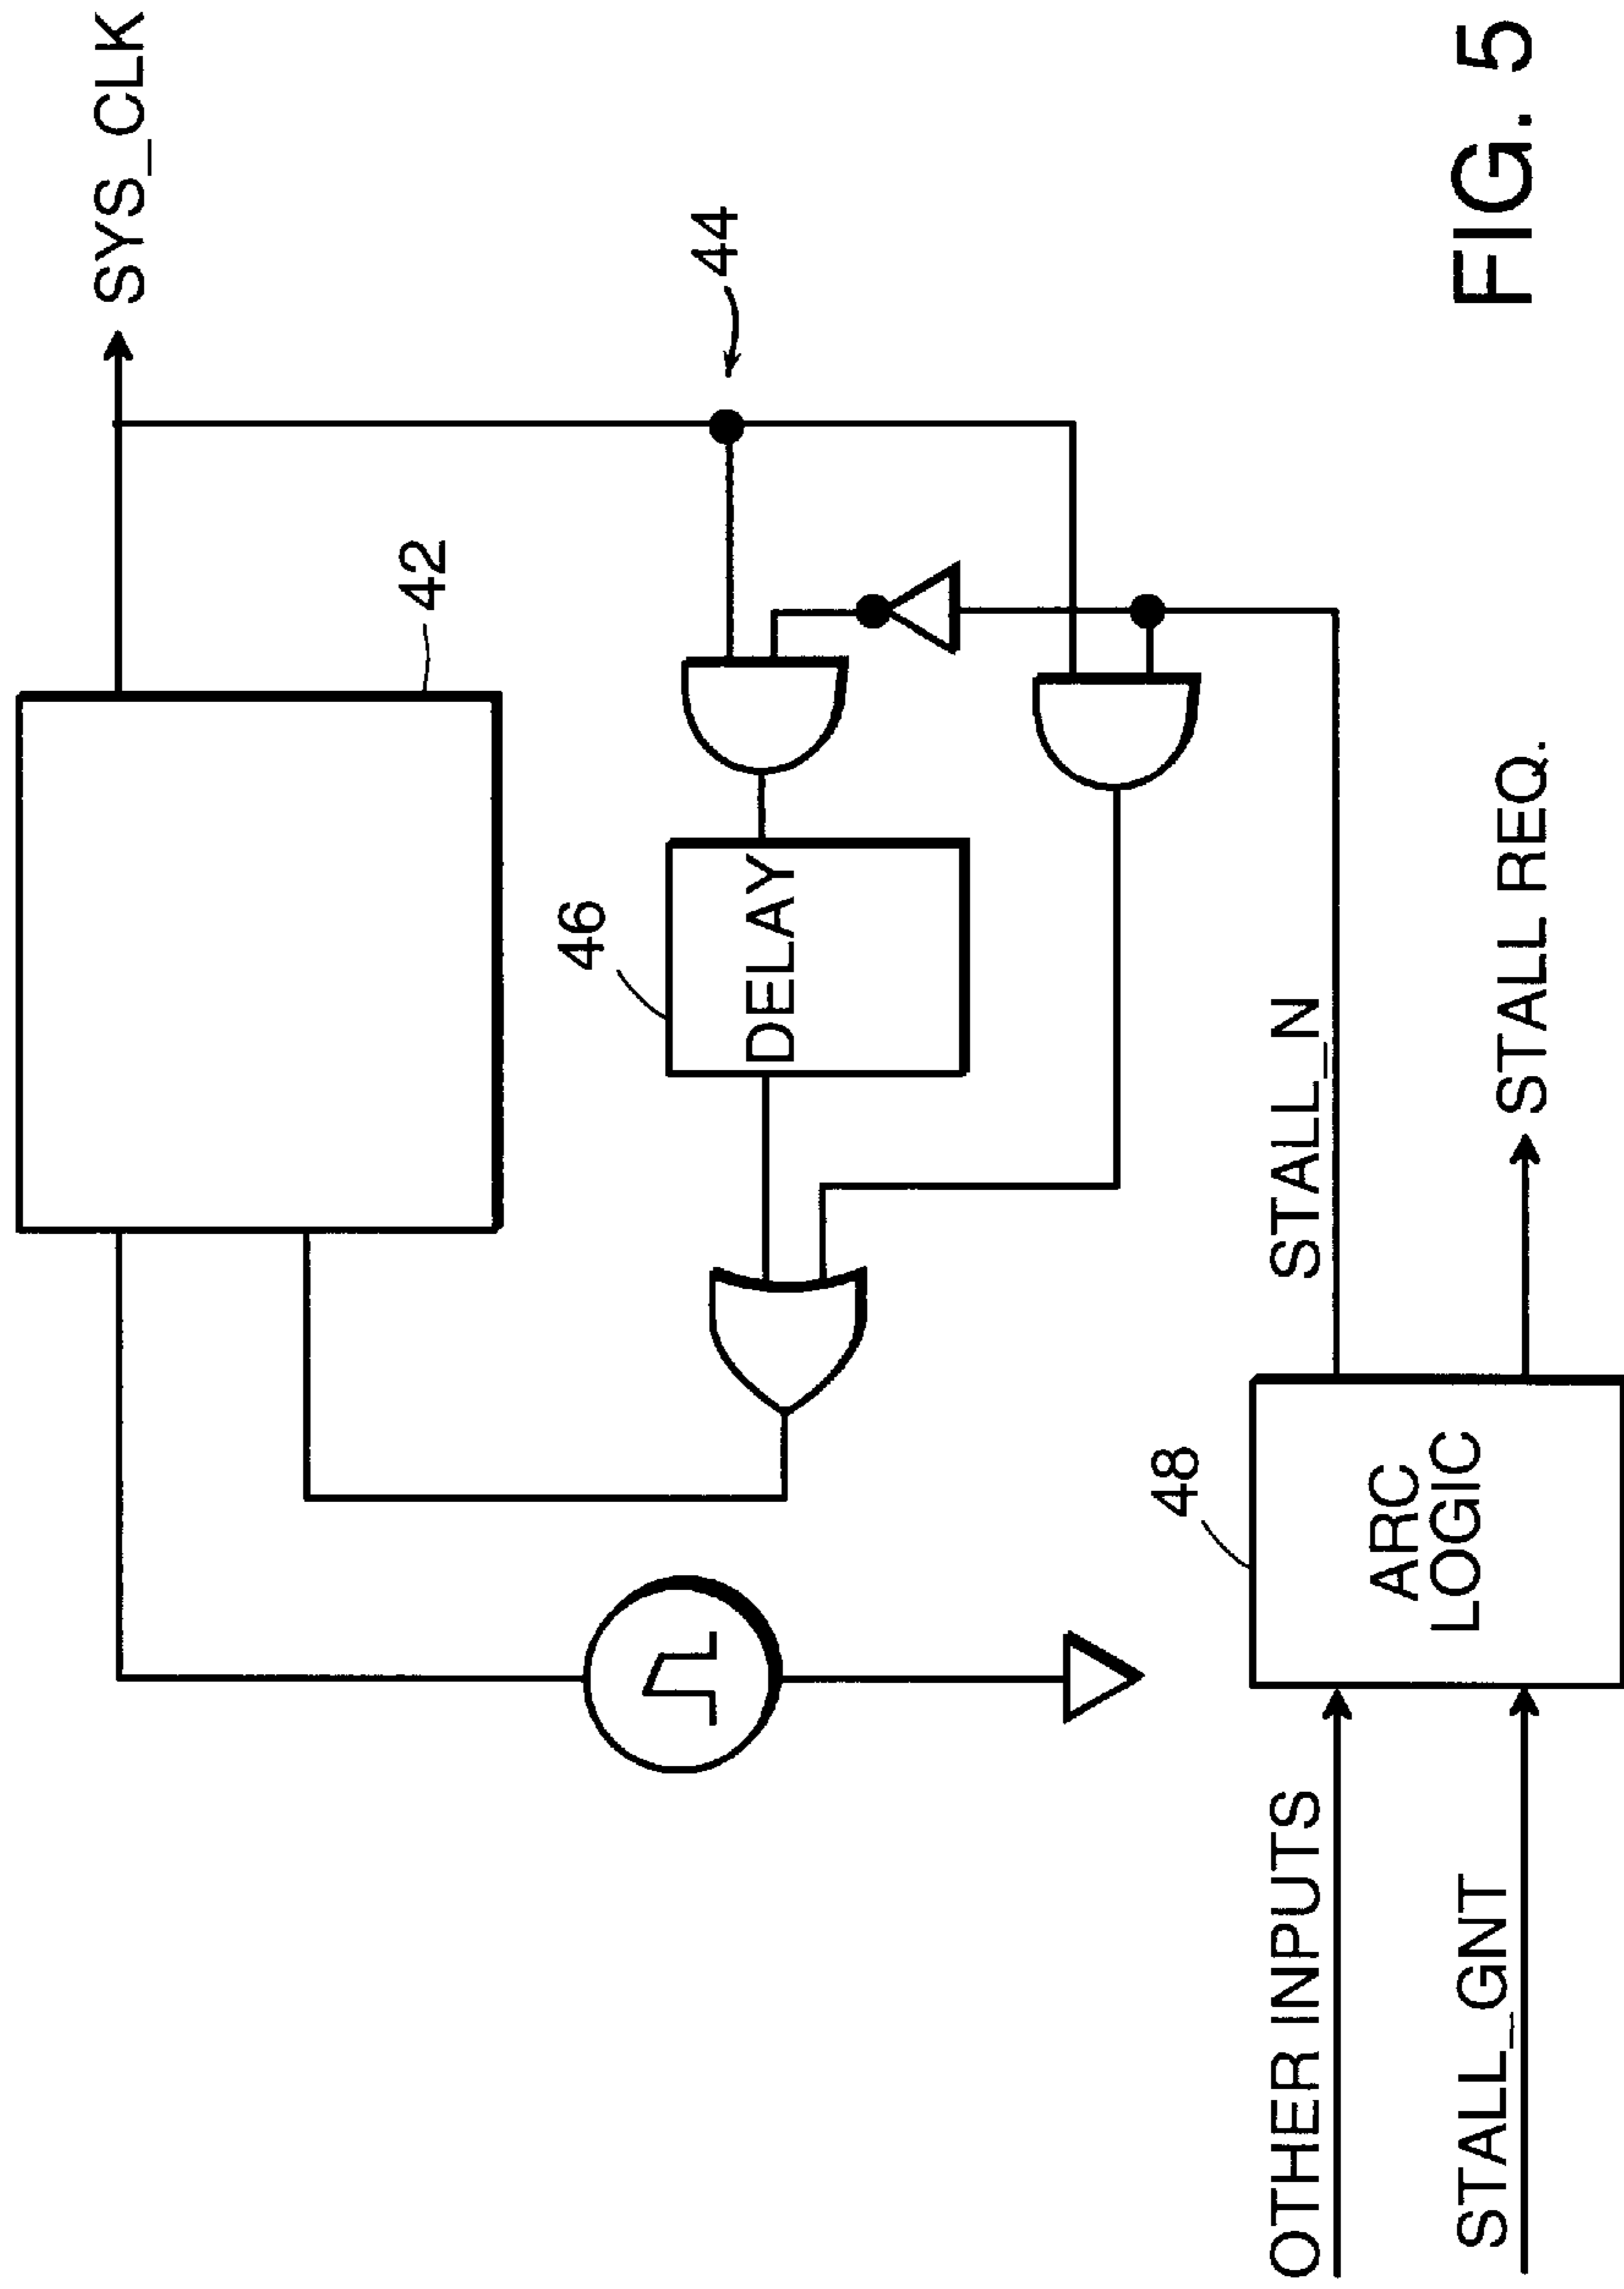 SYS_CLK
42
44
46
DELAY
48
ARC
LOGIC
OTHER INPUTS
STALL_GNT
STALL_N
STALL REQ.
FIG. 5